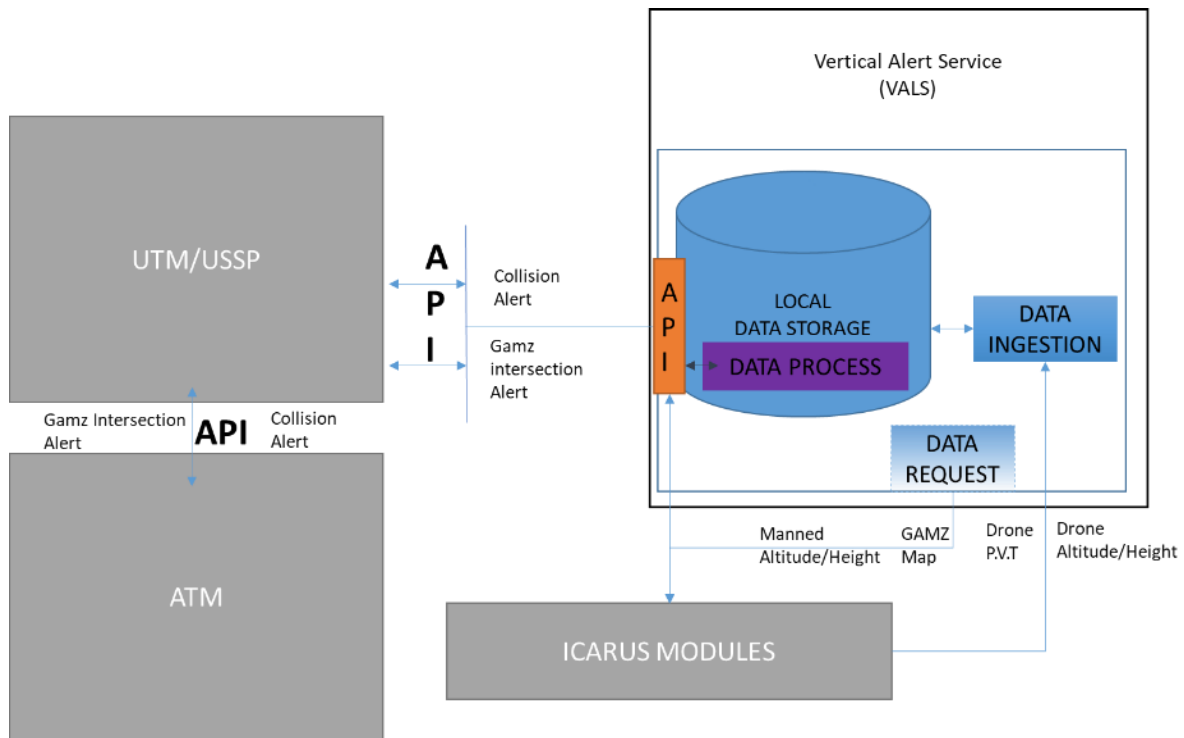 Vertical Alert Service
(VALS)
UTM/USSP
A
P
I
Collision
Alert
Gamz
intersection
Alert
A
P
I
LOCAL
DATA STORAGE
DATA PROCESS
DATA
INGESTION
DATA
REQUEST
Gamz Intersection
Alert
API
Collision
Alert
ATM
Manned
Altitude/Height
GAMZ
Map
Drone
P.V.T
Drone
Altitude/Height
ICARUS MODULES